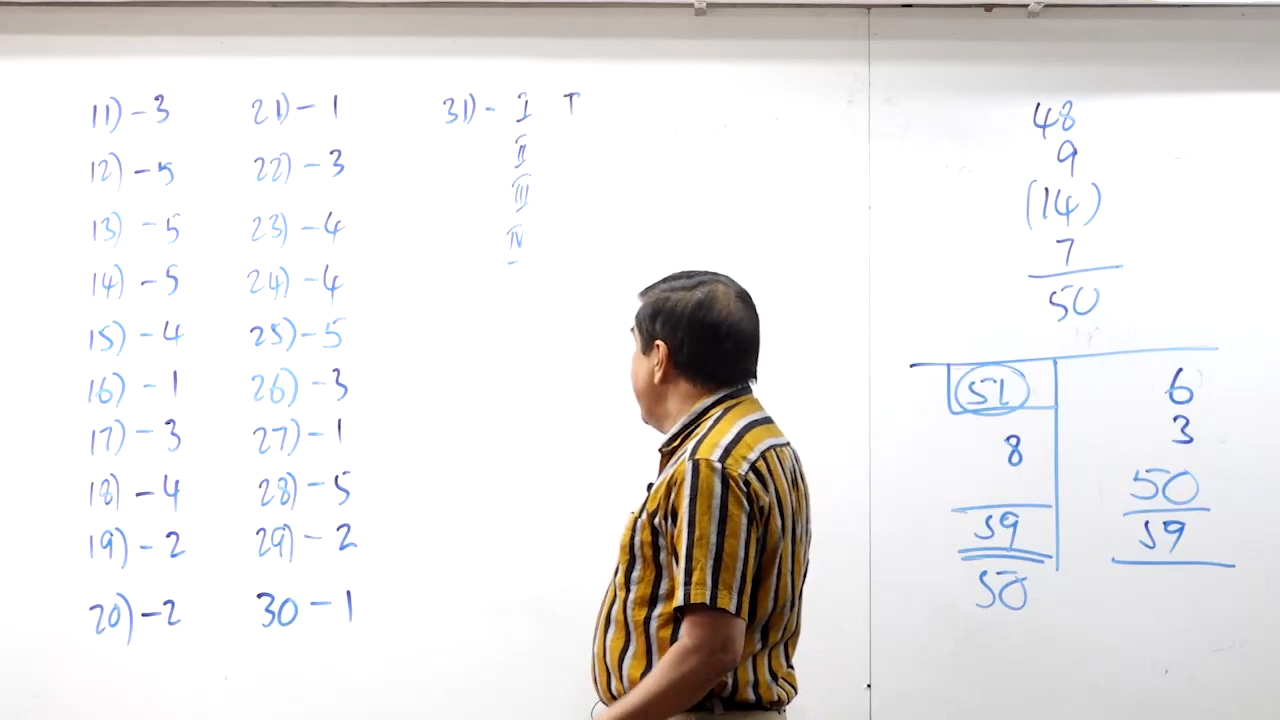 11) - 3
12) - 5
13) - 5
14) - 5
15) - 4
16) - 1
17) - 3
18) - 4
19) - 2
20) - 2
21) - 1
22) - 3
23) - 4
24) - 4
25) - 5
26) - 3
27) - 1
28) - 5
29) - 2
30 - 1
31) - I T
II
III
IV
48
9
(14)
7
50
51
8
59
50
6
3
50
59